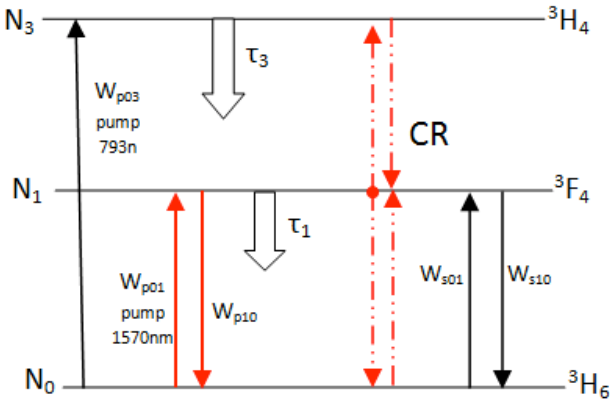 N₃ ³H₄
τ₃
Wₚ₀₃
pump
793n
CR
N₁ ³F₄
τ₁
Wₚ₀₁
pump
1570nm
Wₚ₁₀
Wₛ₀₁
Wₛ₁₀
N₀ ³H₆